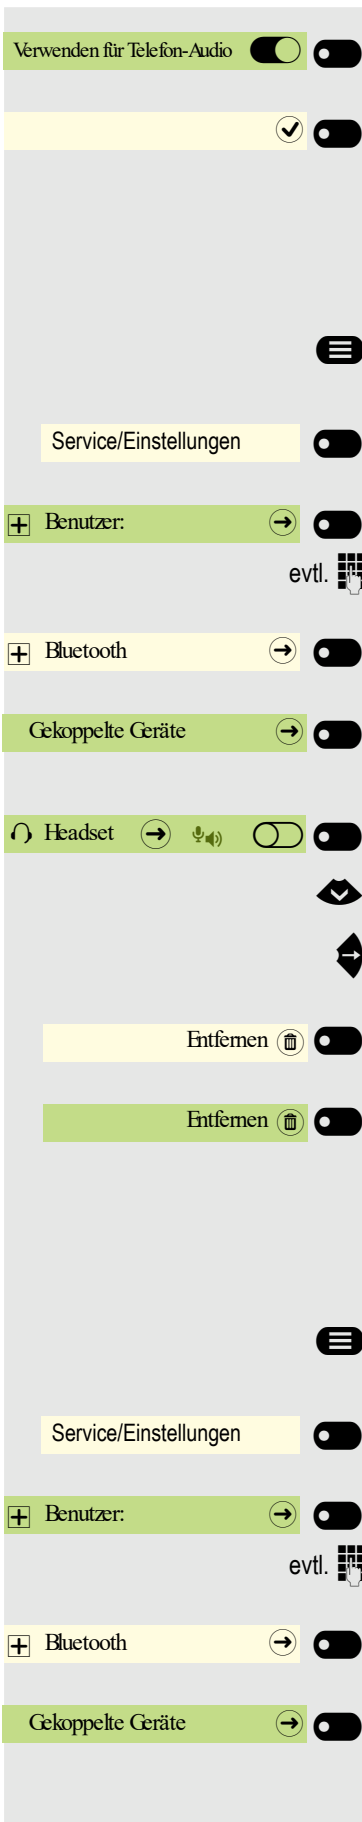 Verwenden für Telefon-Audio
Service/Einstellungen
Benutzer:
evtl.
Bluetooth
Gekoppelte Geräte
Headset
Entfernen
Entfernen
Service/Einstellungen
Benutzer:
evtl.
Bluetooth
Gekoppelte Geräte